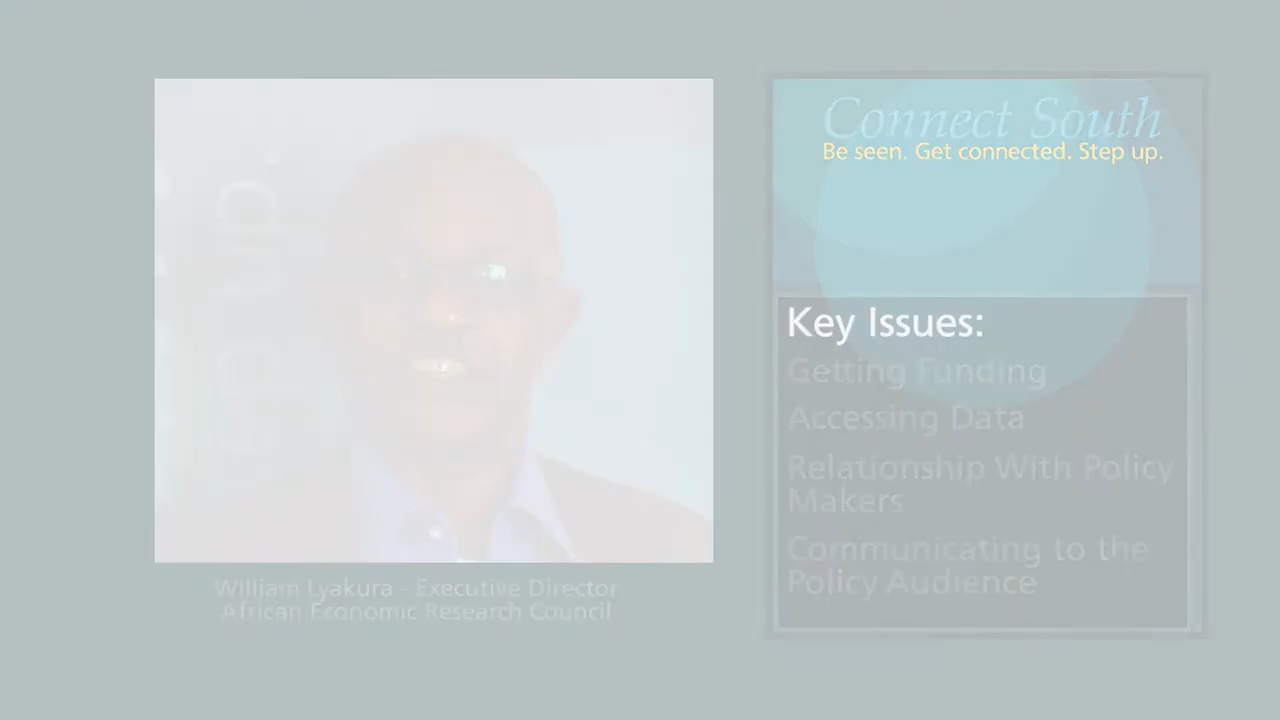 Connect South
Be seen. Get connected. Step up.
Key Issues:
Getting Funding
Accessing Data
Relationship With Policy
Makers
Communicating to the
Policy Audience
William Lyakura - Executive Director
African Economic Research Council